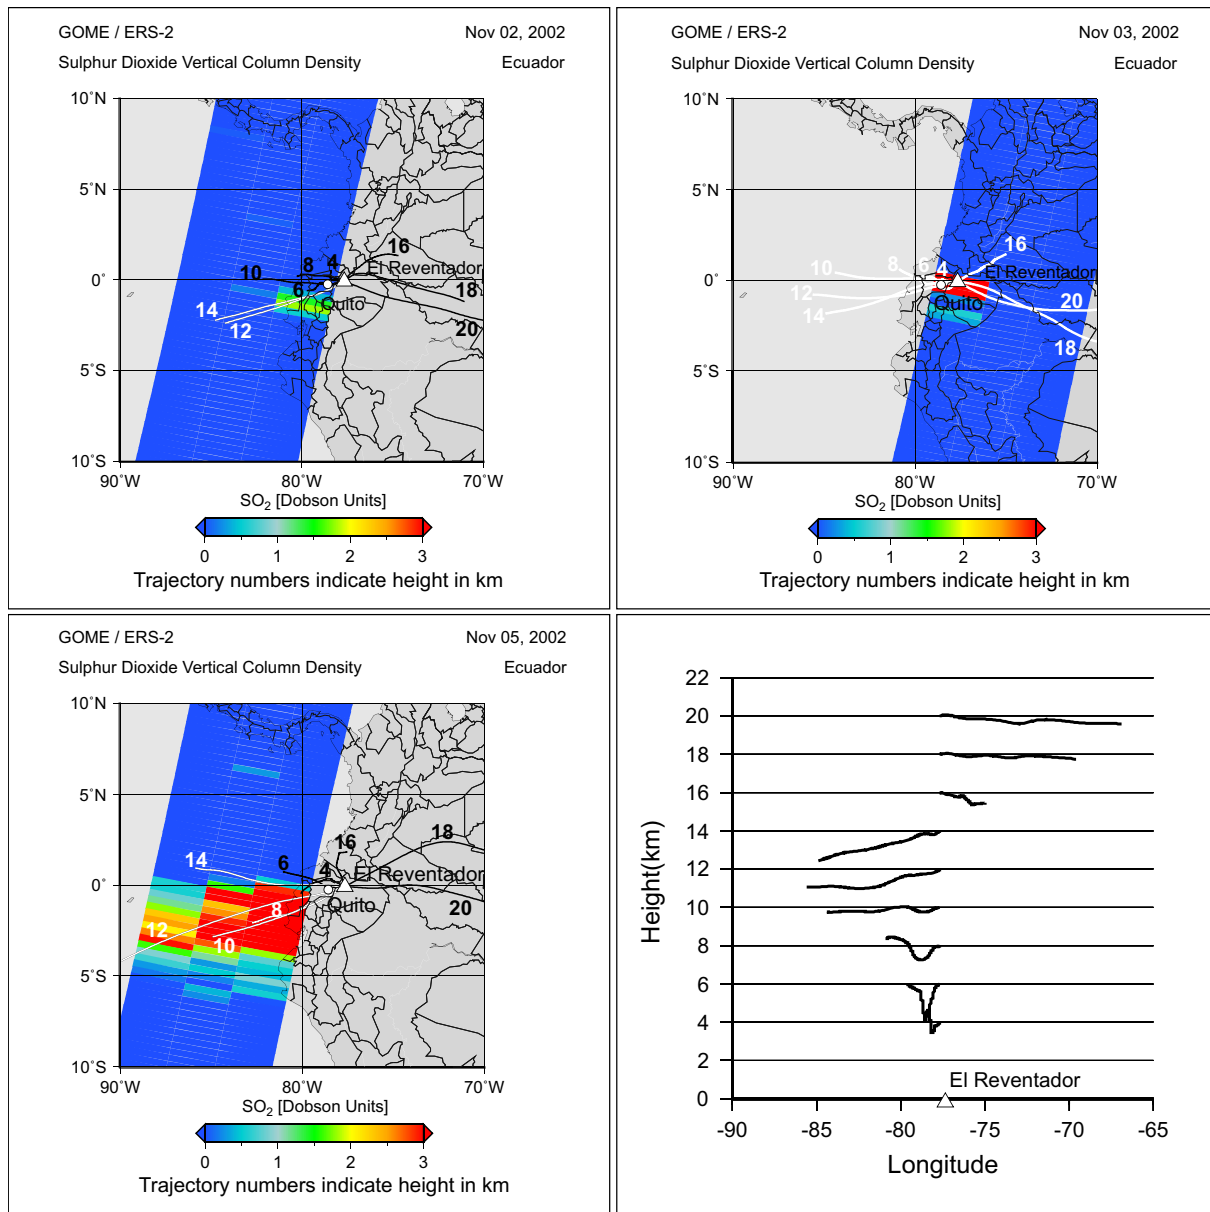 GOME / ERS-2 Nov 02, 2002
Sulphur Dioxide Vertical Column Density Ecuador
10˚N
5˚N
0˚
5˚S
10˚S
90˚W 80˚W 70˚W
16
El Reventador
4
8
10
6
Quito
18
14
12
20
SO2 [Dobson Units]
0 1 2 3
Trajectory numbers indicate height in km
GOME / ERS-2 Nov 03, 2002
Sulphur Dioxide Vertical Column Density Ecuador
10˚N
5˚N
0˚
5˚S
10˚S
90˚W 80˚W 70˚W
16
10
8
6
4
El Reventador
12
14
Quito
20
18
SO2 [Dobson Units]
0 1 2 3
Trajectory numbers indicate height in km
GOME / ERS-2 Nov 05, 2002
Sulphur Dioxide Vertical Column Density Ecuador
10˚N
5˚N
0˚
5˚S
10˚S
90˚W 80˚W 70˚W
18
16
14
6
4
El Reventador
8
Quito
20
12
10
SO2 [Dobson Units]
0 1 2 3
Trajectory numbers indicate height in km
22
20
18
16
14
12
10
8
6
4
2
0
Height(km)
El Reventador
-90 -85 -80 -75 -70 -65
Longitude